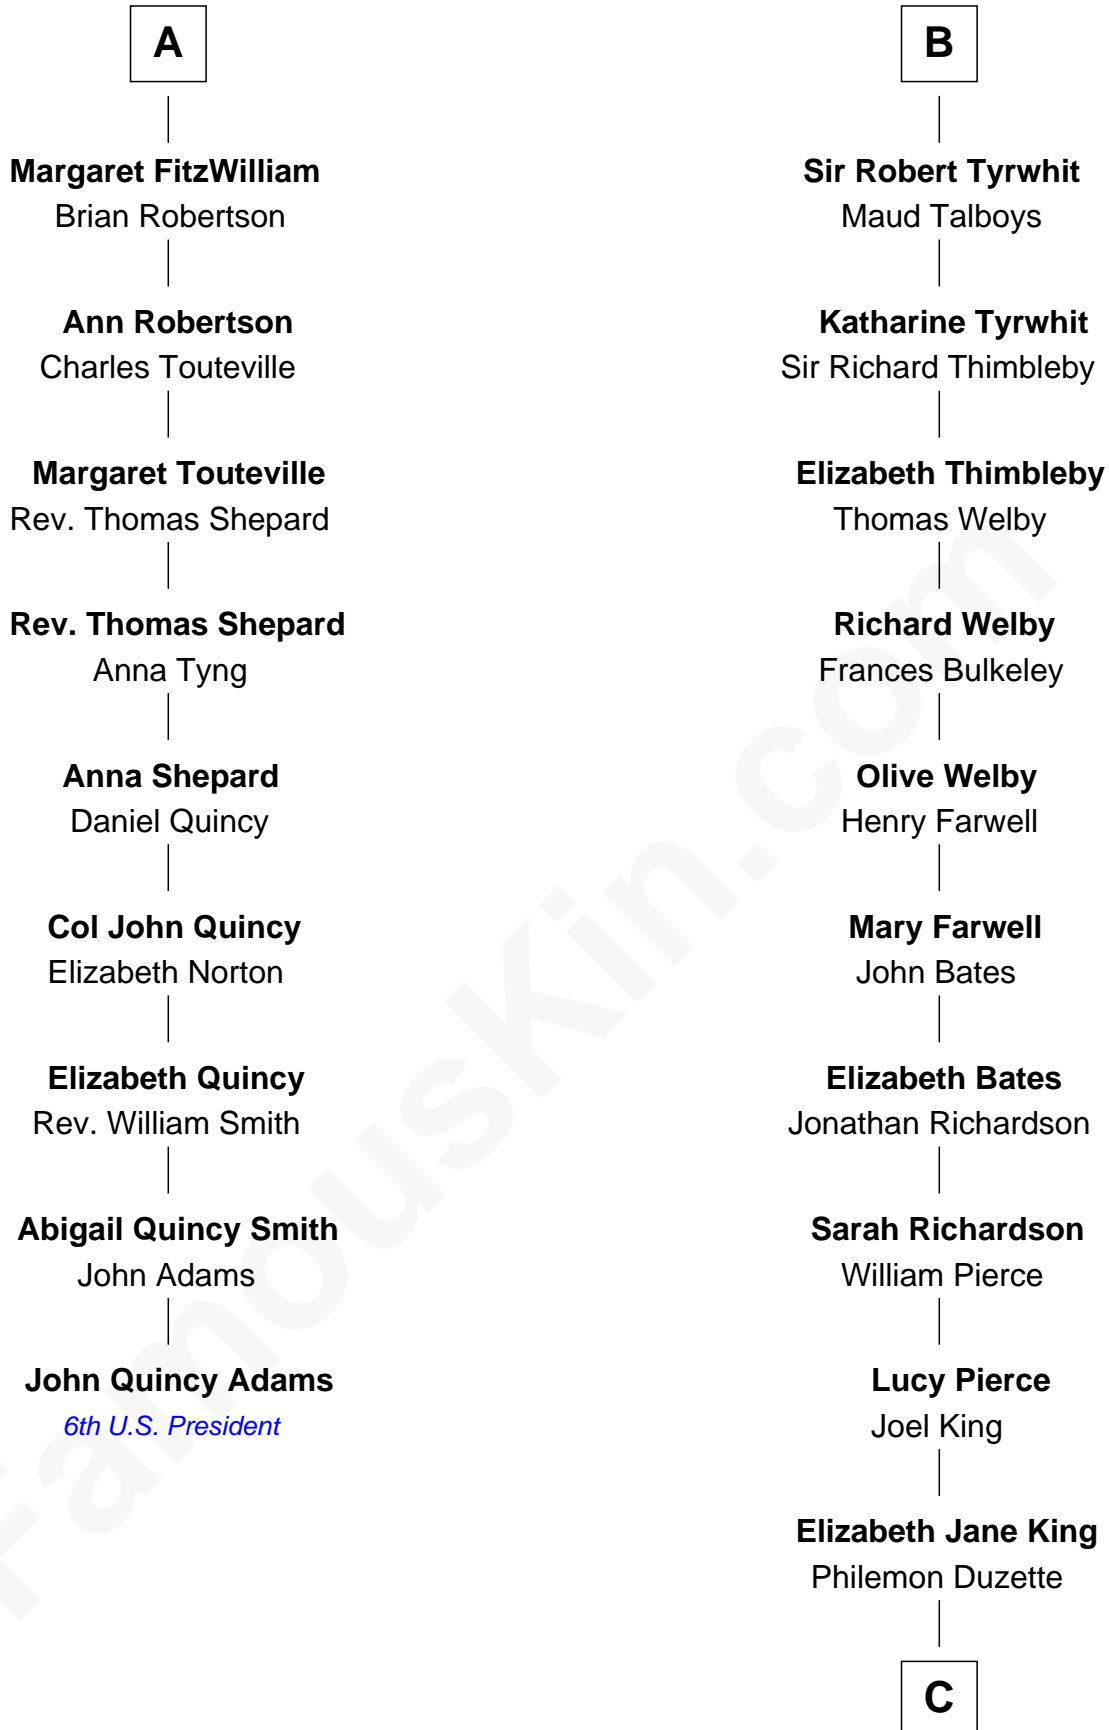 A
Margaret FitzWilliam
Brian Robertson
Ann Robertson
Charles Touteville
Margaret Touteville
Rev. Thomas Shepard
Rev. Thomas Shepard
Anna Tyng
Anna Shepard
Daniel Quincy
Col John Quincy
Elizabeth Norton
Elizabeth Quincy
Rev. William Smith
Abigail Quincy Smith
John Adams
John Quincy Adams
6th U.S. President
B
Sir Robert Tyrwhit
Maud Talboys
Katharine Tyrwhit
Sir Richard Thimbleby
Elizabeth Thimbleby
Thomas Welby
Richard Welby
Frances Bulkeley
Olive Welby
Henry Farwell
Mary Farwell
John Bates
Elizabeth Bates
Jonathan Richardson
Sarah Richardson
William Pierce
Lucy Pierce
Joel King
Elizabeth Jane King
Philemon Duzette
C
FamousKin.com